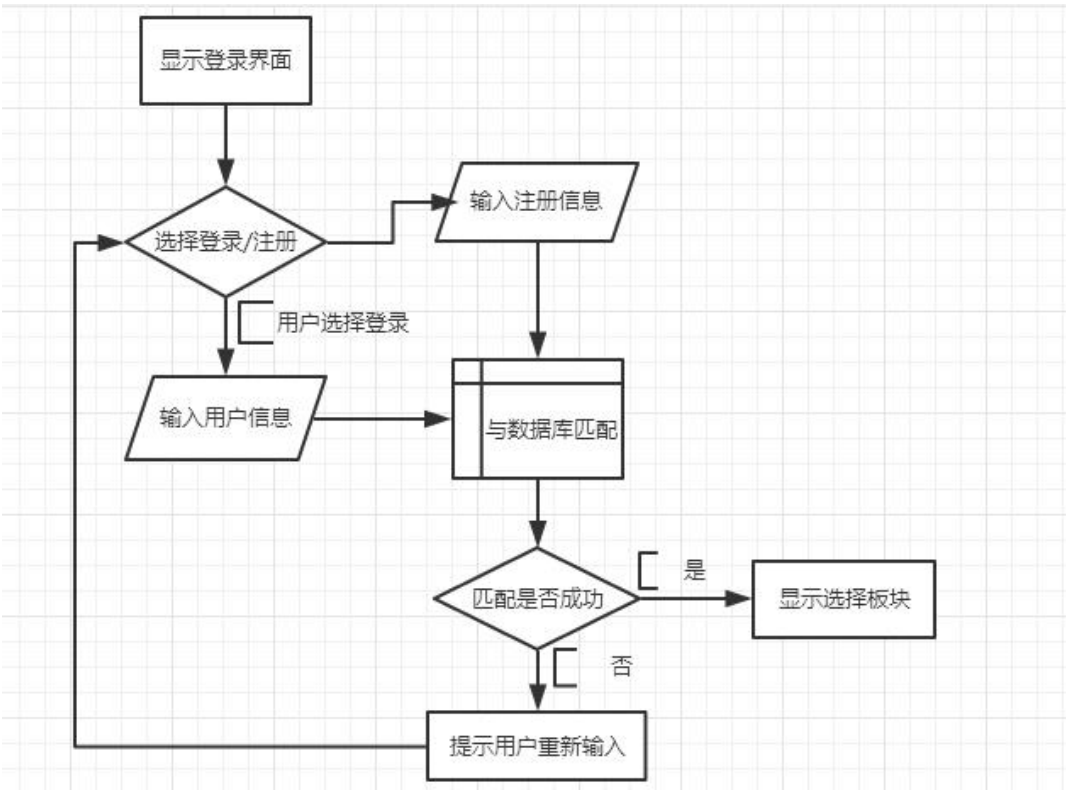 显示登录界面
输入注册信息
选择登录/注册
用户选择登录
输入用户信息
与数据库匹配
是
匹配是否成功
显示选择板块
否
提示用户重新输入